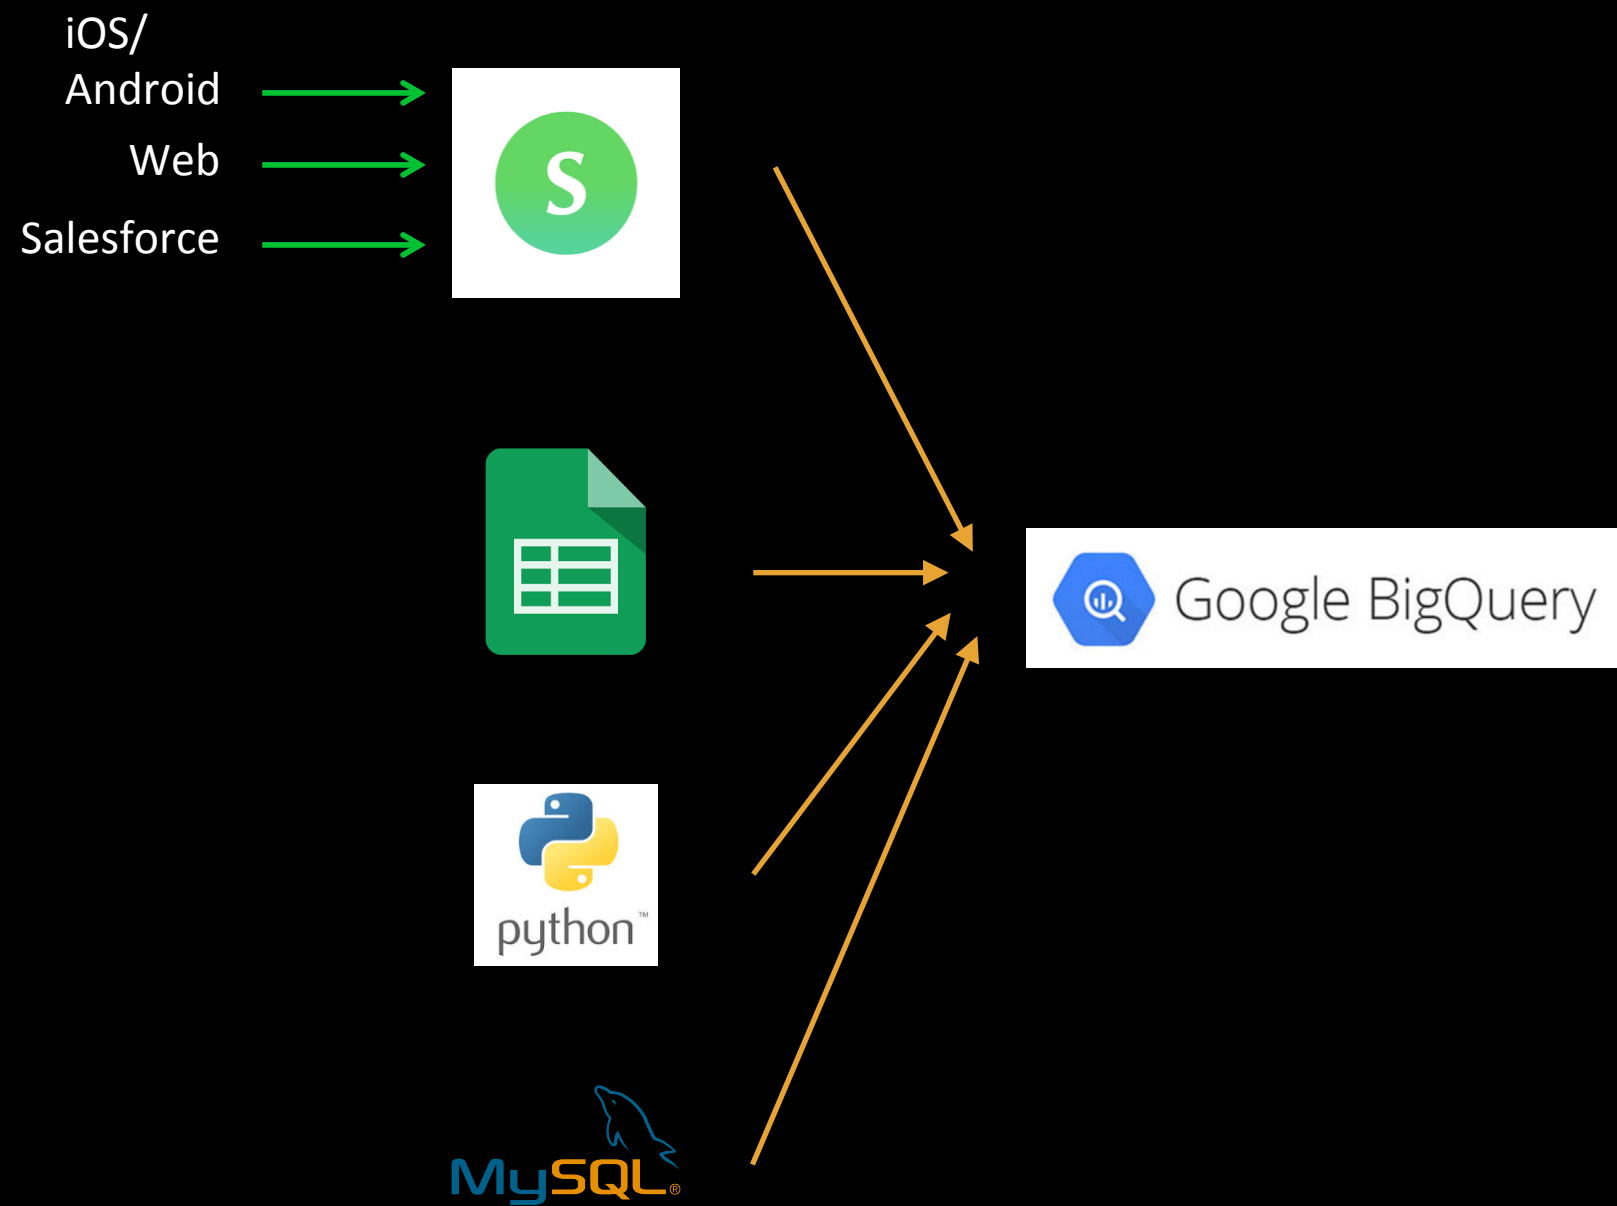 iOS/
Android
Web
Salesforce
S
Google BigQuery
python™
MySQL®